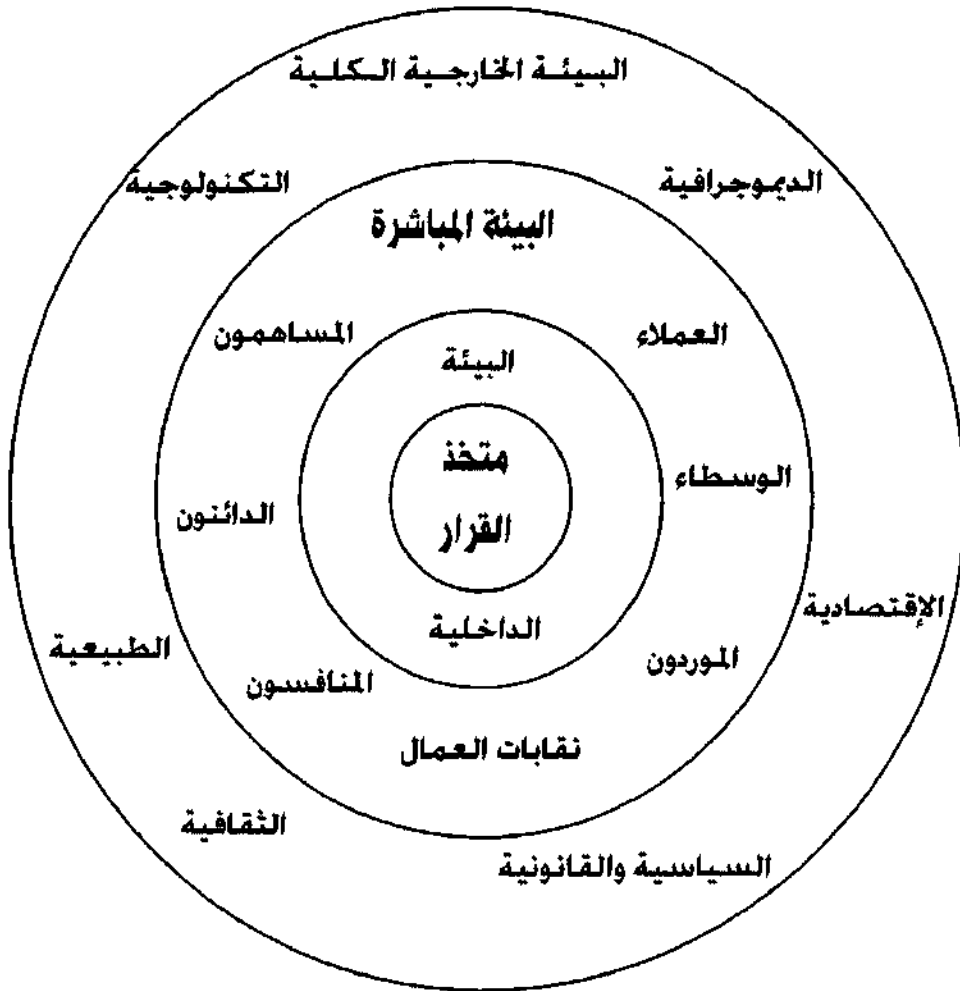 البيئة الخارجية الكلية
الديموجرافية
التكنولوجية
البيئة المباشرة
العملاء
المساهمون
البيئة
متخذ
القرار
الوسطاء
الدائنون
الإقتصادية
الداخلية
الموردون
الطبيعية
المنافسون
نقابات العمال
الثقافية
السياسية والقانونية